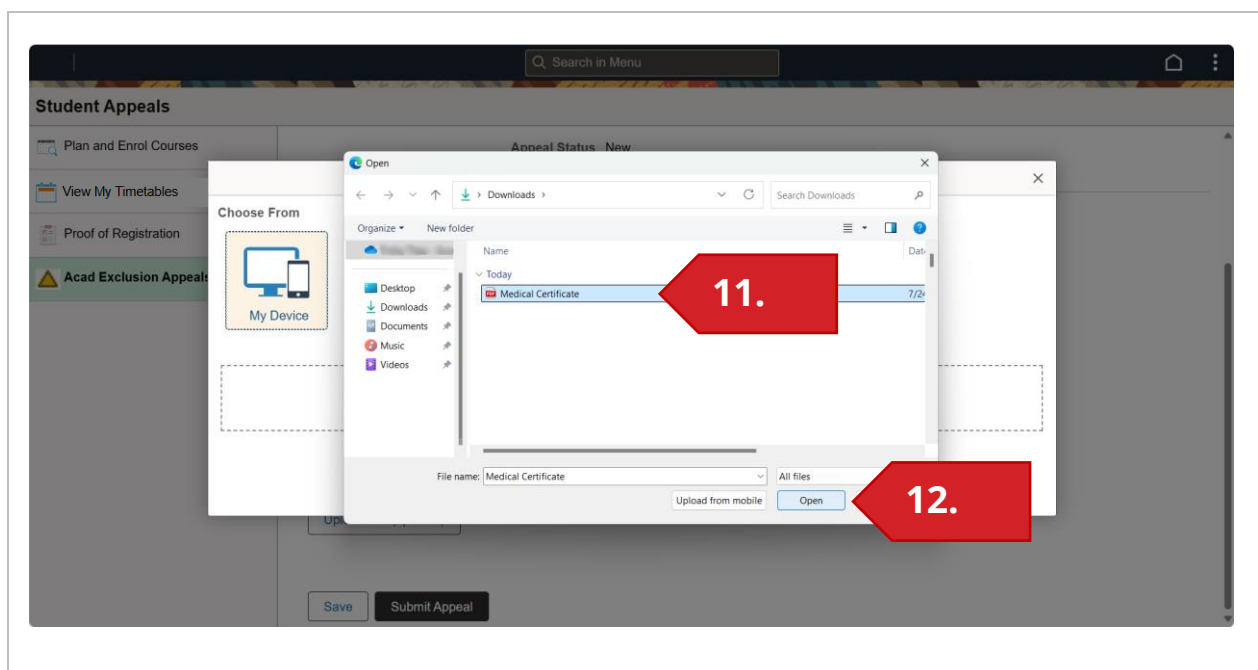 Search in Menu
Student Appeals
Plan and Enrol Courses
Appeal Status New
View My Timetables
Proof of Registration
Acad Exclusion Appeals
Choose From
My Device
Open
Downloads
Search Downloads
Organize
New folder
Name
Today
Medical Certificate
7/2
Desktop
Downloads
Documents
Music
Videos
11.
File name: Medical Certificate
All files
Upload from mobile
Open
12.
Save
Submit Appeal